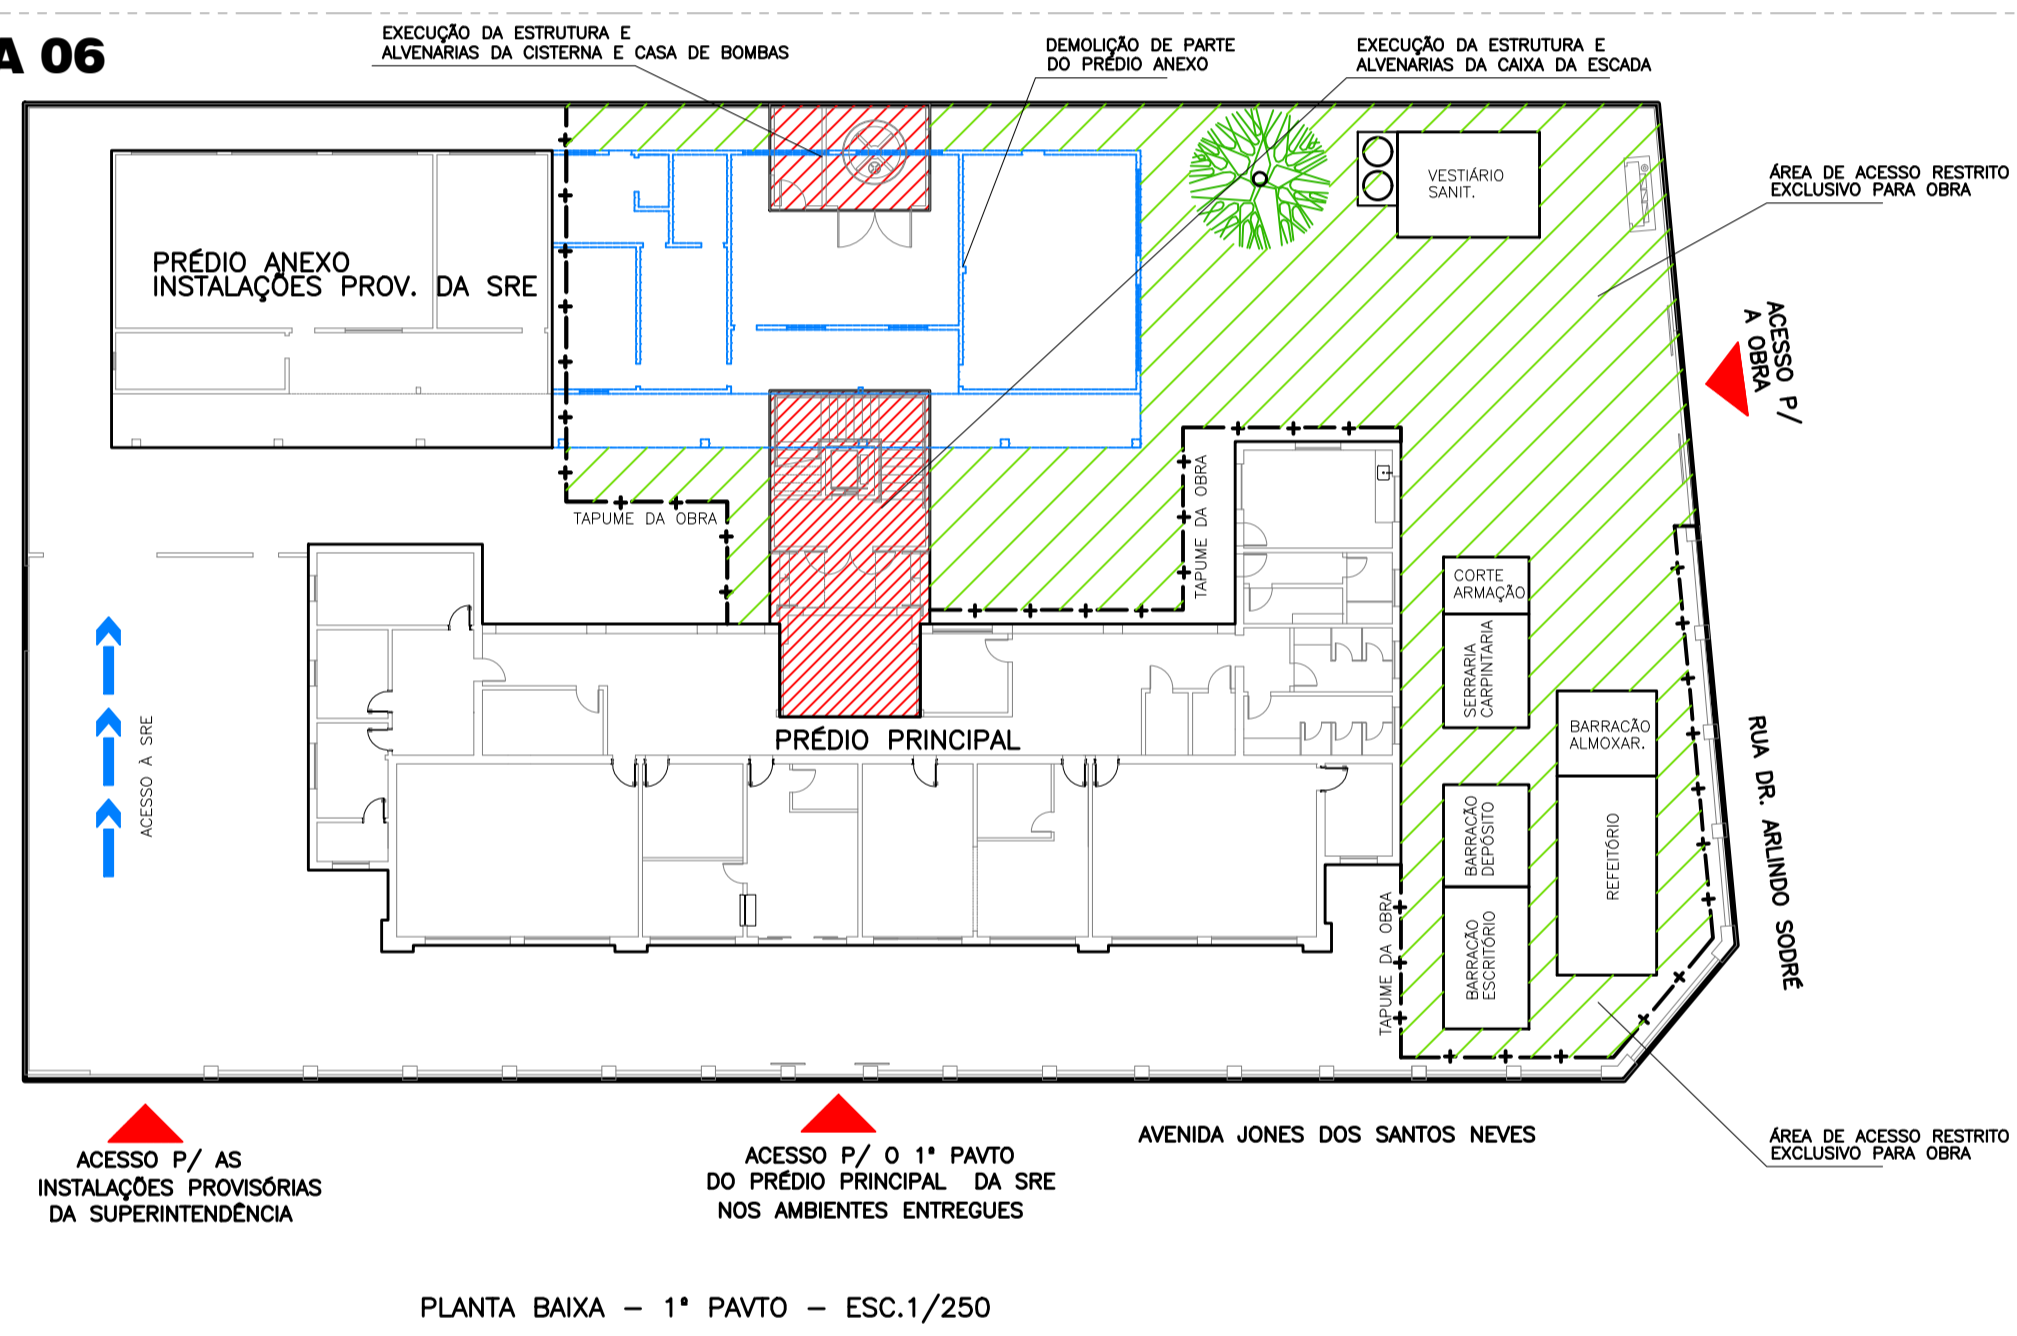 A 06
EXECUÇÃO DA ESTRUTURA E
ALVENARIAS DA CISTERNA E CASA DE BOMBAS
DEMOLIÇÃO DE PARTE
DO PRÉDIO ANEXO
EXECUÇÃO DA ESTRUTURA E
ALVENARIAS DA CAIXA DA ESCADA
VESTIÁRIO
SANIT.
ÁREA DE ACESSO RESTRITO
EXCLUSIVO PARA OBRA
PRÉDIO ANEXO
INSTALAÇÕES PROV. DA SRE
ACESSO P/
A OBRA
TAPUME DA OBRA
TAPUME DA OBRA
CORTE
ARMAÇÃO
SERRARIA
CARPINTARIA
BARRACÃO
ALMOXAR.
PRÉDIO PRINCIPAL
ACESSO À SRE
BARRACÃO
DEPÓSITO
REFEITÓRIO
RUA DR. ARLINDO SODRÉ
BARRACÃO
ESCRITÓRIO
TAPUME DA OBRA
AVENIDA JONES DOS SANTOS NEVES
ÁREA DE ACESSO RESTRITO
EXCLUSIVO PARA OBRA
ACESSO P/ AS
INSTALAÇÕES PROVISÓRIAS
DA SUPERINTENDÊNCIA
ACESSO P/ O 1ª PAVTO
DO PRÉDIO PRINCIPAL DA SRE
NOS AMBIENTES ENTREGUES
PLANTA BAIXA – 1ª PAVTO – ESC.1/250